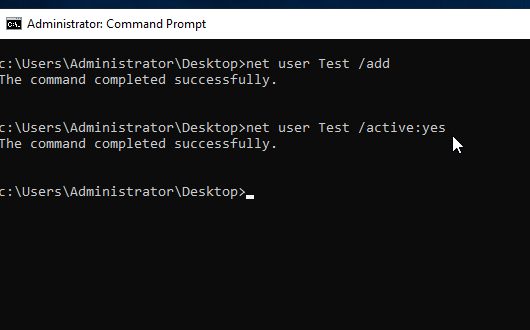 Administrator: Command Prompt
c:\Users\Administrator\Desktop>net user Test /add
The command completed successfully.
c:\Users\Administrator\Desktop>net user Test /active:yes
The command completed successfully.
c:\Users\Administrator\Desktop>